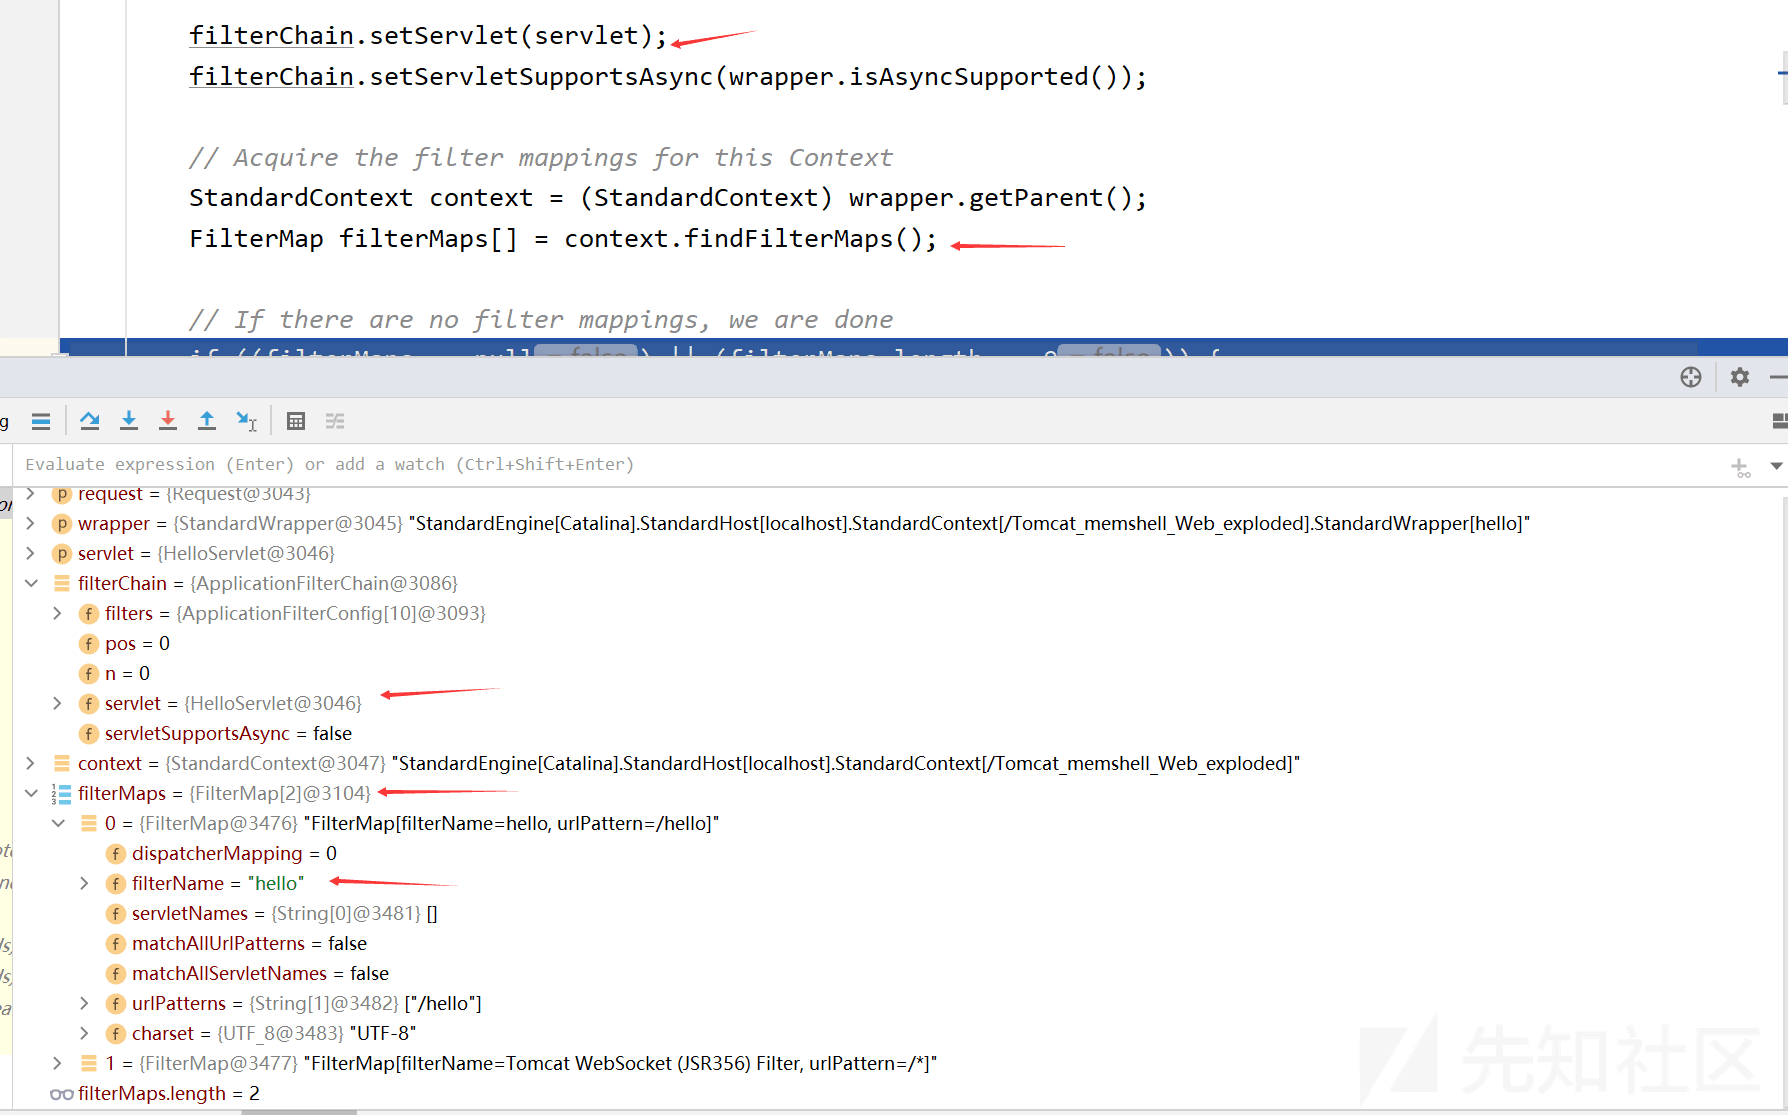 filterChain.setServlet(servlet);
filterChain.setServletSupportsAsync(wrapper.isAsyncSupported());
// Acquire the filter mappings for this Context
StandardContext context = (StandardContext) wrapper.getParent();
FilterMap filterMaps[] = context.findFilterMaps();
// If there are no filter mappings, we are done
g
Evaluate expression (Enter) or add a watch (Ctrl+Shift+Enter)
p request = {Request@3043}
p wrapper = {StandardWrapper@3045} "StandardEngine[Catalina].StandardHost[localhost].StandardContext[/Tomcat_memshell_Web_exploded].StandardWrapper[hello]"
p servlet = {HelloServlet@3046}
filterChain = {ApplicationFilterChain@3086}
f filters = {ApplicationFilterConfig[10]@3093}
f pos = 0
f n = 0
f servlet = {HelloServlet@3046}
f servletSupportsAsync = false
context = {StandardContext@3047} "StandardEngine[Catalina].StandardHost[localhost].StandardContext[/Tomcat_memshell_Web_exploded]"
filterMaps = {FilterMap[2]@3104}
0 = {FilterMap@3476} "FilterMap[filterName=hello, urlPattern=/hello]"
f dispatcherMapping = 0
f filterName = "hello"
f servletNames = {String[0]@3481} []
f matchAllUrlPatterns = false
f matchAllServletNames = false
f urlPatterns = {String[1]@3482} ["/hello"]
f charset = {UTF_8@3483} "UTF-8"
1 = {FilterMap@3477} "FilterMap[filterName=Tomcat WebSocket (JSR356) Filter, urlPattern=/*]"
filterMaps.length = 2
先知社区